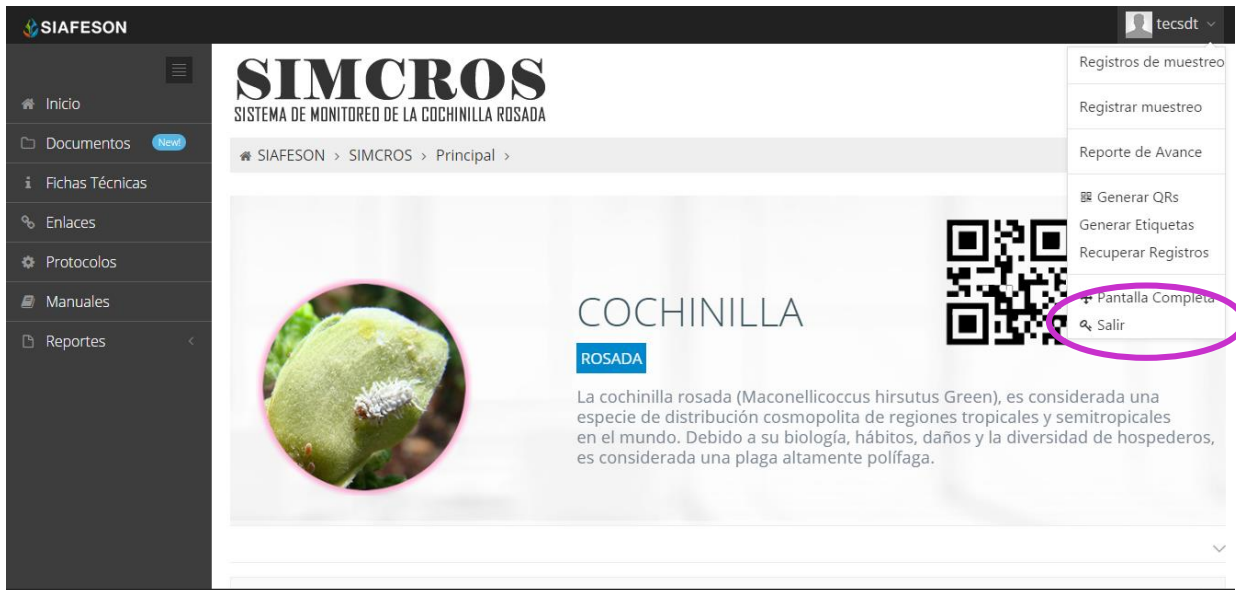 SIAFESON
tecsdt
Inicio
Documentos New!
Fichas Técnicas
Enlaces
Protocolos
Manuales
Reportes
SIMCROS
SISTEMA DE MONITOREO DE LA COCHINILLA ROSADA
SIAFESON > SIMCROS > Principal >
COCHINILLA
ROSADA
La cochinilla rosada (Maconellicoccus hirsutus Green), es considerada una
especie de distribución cosmopolita de regiones tropicales y semitropicales
en el mundo. Debido a su biología, hábitos, daños y la diversidad de hospederos,
es considerada una plaga altamente polífaga.
Registros de muestreo
Registrar muestreo
Reporte de Avance
Generar QRs
Generar Etiquetas
Recuperar Registros
Pantalla Completa
Salir